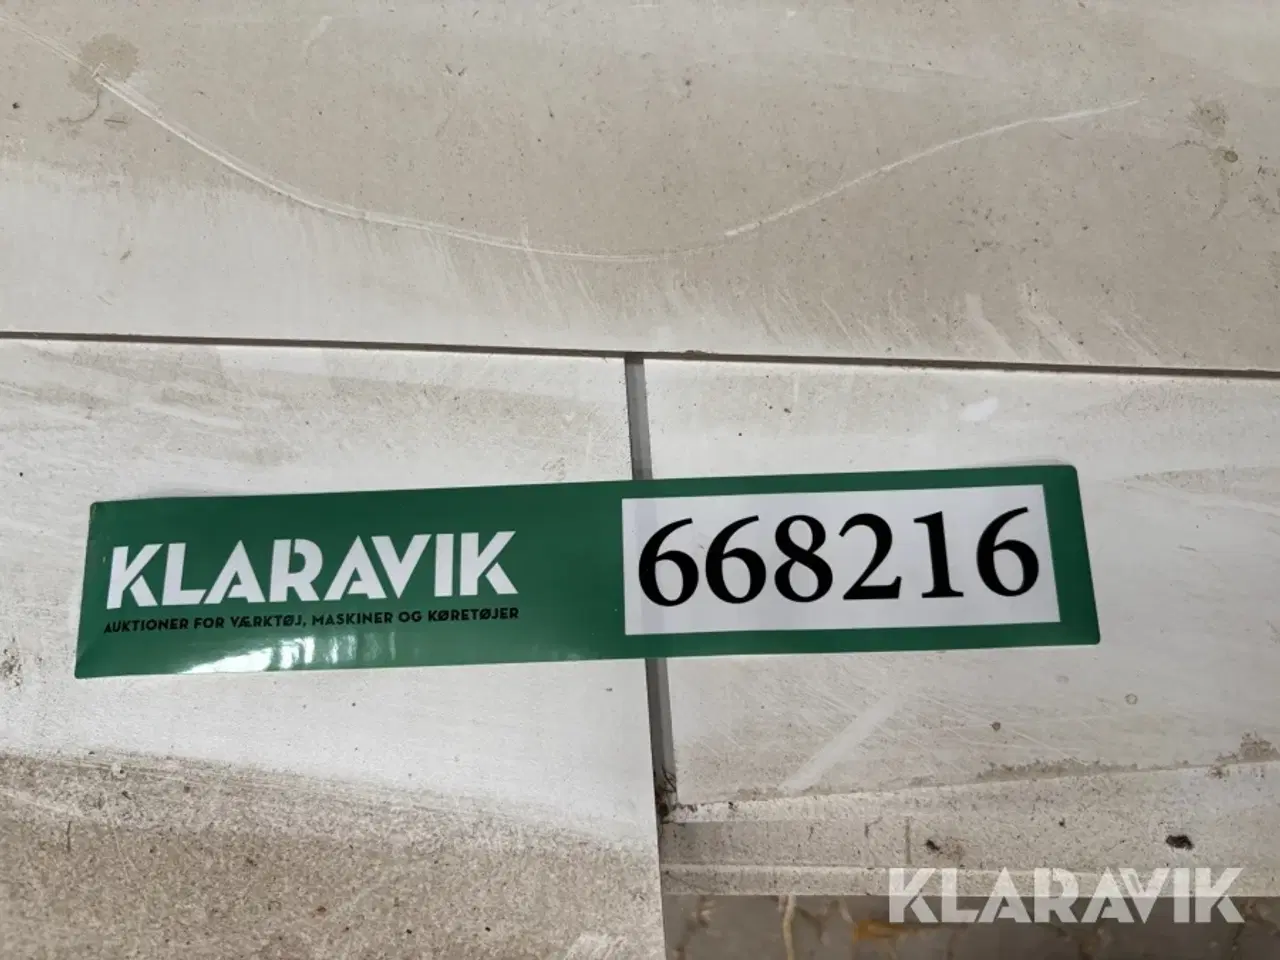 KLARAVIK
AUKTIONER FOR VÆRKTØJ, MASKINER OG KØRETØJER
668216
KLARAVIK